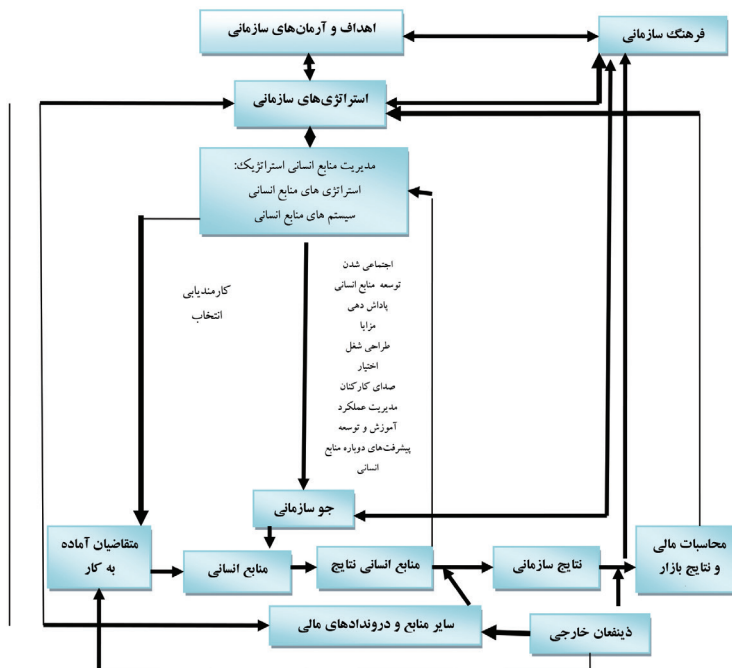 اهداف و آرمان‌های سازمانی
فرهنگ سازمانی
استراتژی‌های سازمانی
مدیریت منابع انسانی استراتژیک:
استراتژی های منابع انسانی
سیستم های منابع انسانی
کارمندیابی
انتخاب
اجتماعی شدن
توسعه منابع انسانی
پاداش دهی
مزایا
طراحی شغل
اختیار
صدای کارکنان
مدیریت عملکرد
آموزش و توسعه
پیشرفت‌های دوباره منابع
انسانی
جو سازمانی
متقاضیان آماده
به کار
منابع انسانی
منابع انسانی نتایج
نتایج سازمانی
محاسبات مالی
و نتایج بازار
سایر منابع و دروندادهای مالی
ذینفعان خارجی